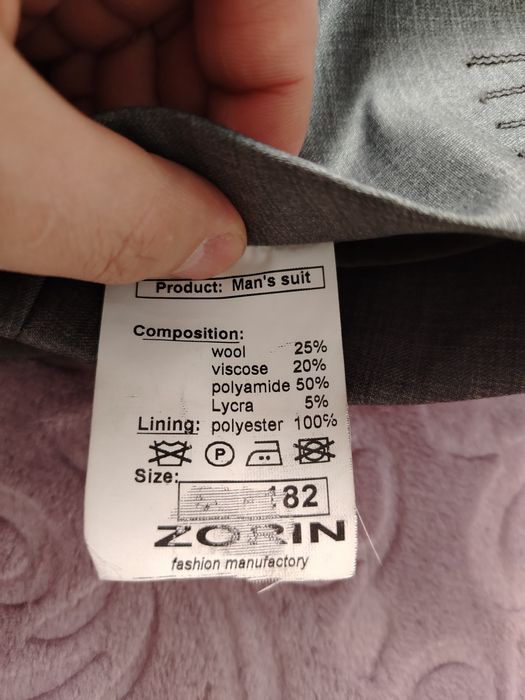 Product: Man's suit
Composition:
wool 25%
viscose 20%
polyamide 50%
Lycra 5%
Lining: polyester 100%
P
Size:
182
ZORIN
fashion manufactory